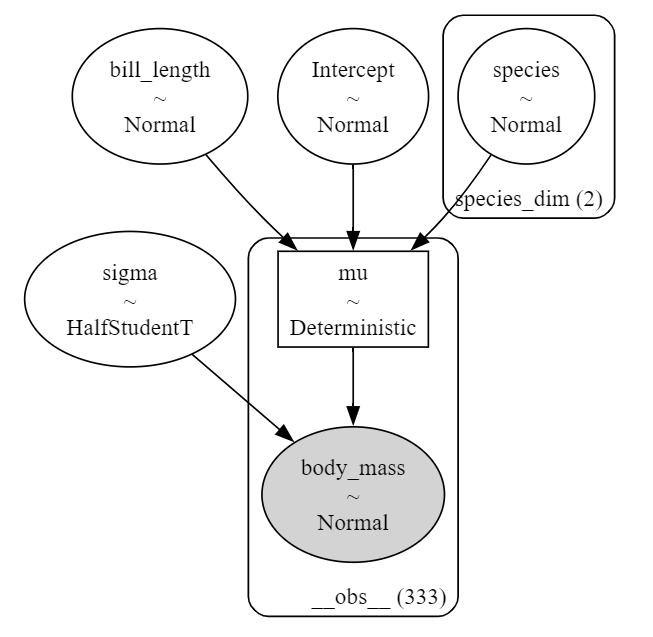 bill_length
~
Normal
Intercept
~
Normal
species
~
Normal
species_dim (2)
sigma
~
HalfStudentT
mu
~
Deterministic
body_mass
~
Normal
__obs__ (333)